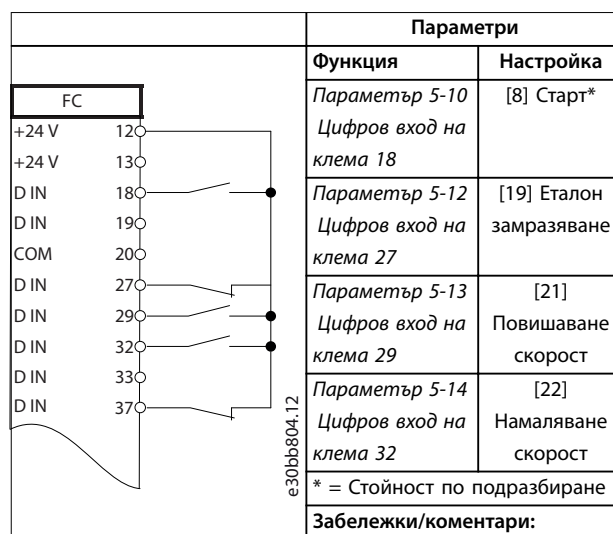 Параметри
Функция Настройка
FC
+24 V 12
+24 V 13
D IN 18
D IN 19
COM 20
D IN 27
D IN 29
D IN 32
D IN 33
D IN 37
e30bb804.12
Параметър 5-10 [8] Старт*
Цифров вход на
клема 18
Параметър 5-12 [19] Еталон
Цифров вход на замразяване
клема 27
Параметър 5-13 [21]
Цифров вход на Повишаване
клема 29 скорост
Параметър 5-14 [22]
Цифров вход на Намаляване
клема 32 скорост
* = Стойност по подразбиране
Забележки/коментари: